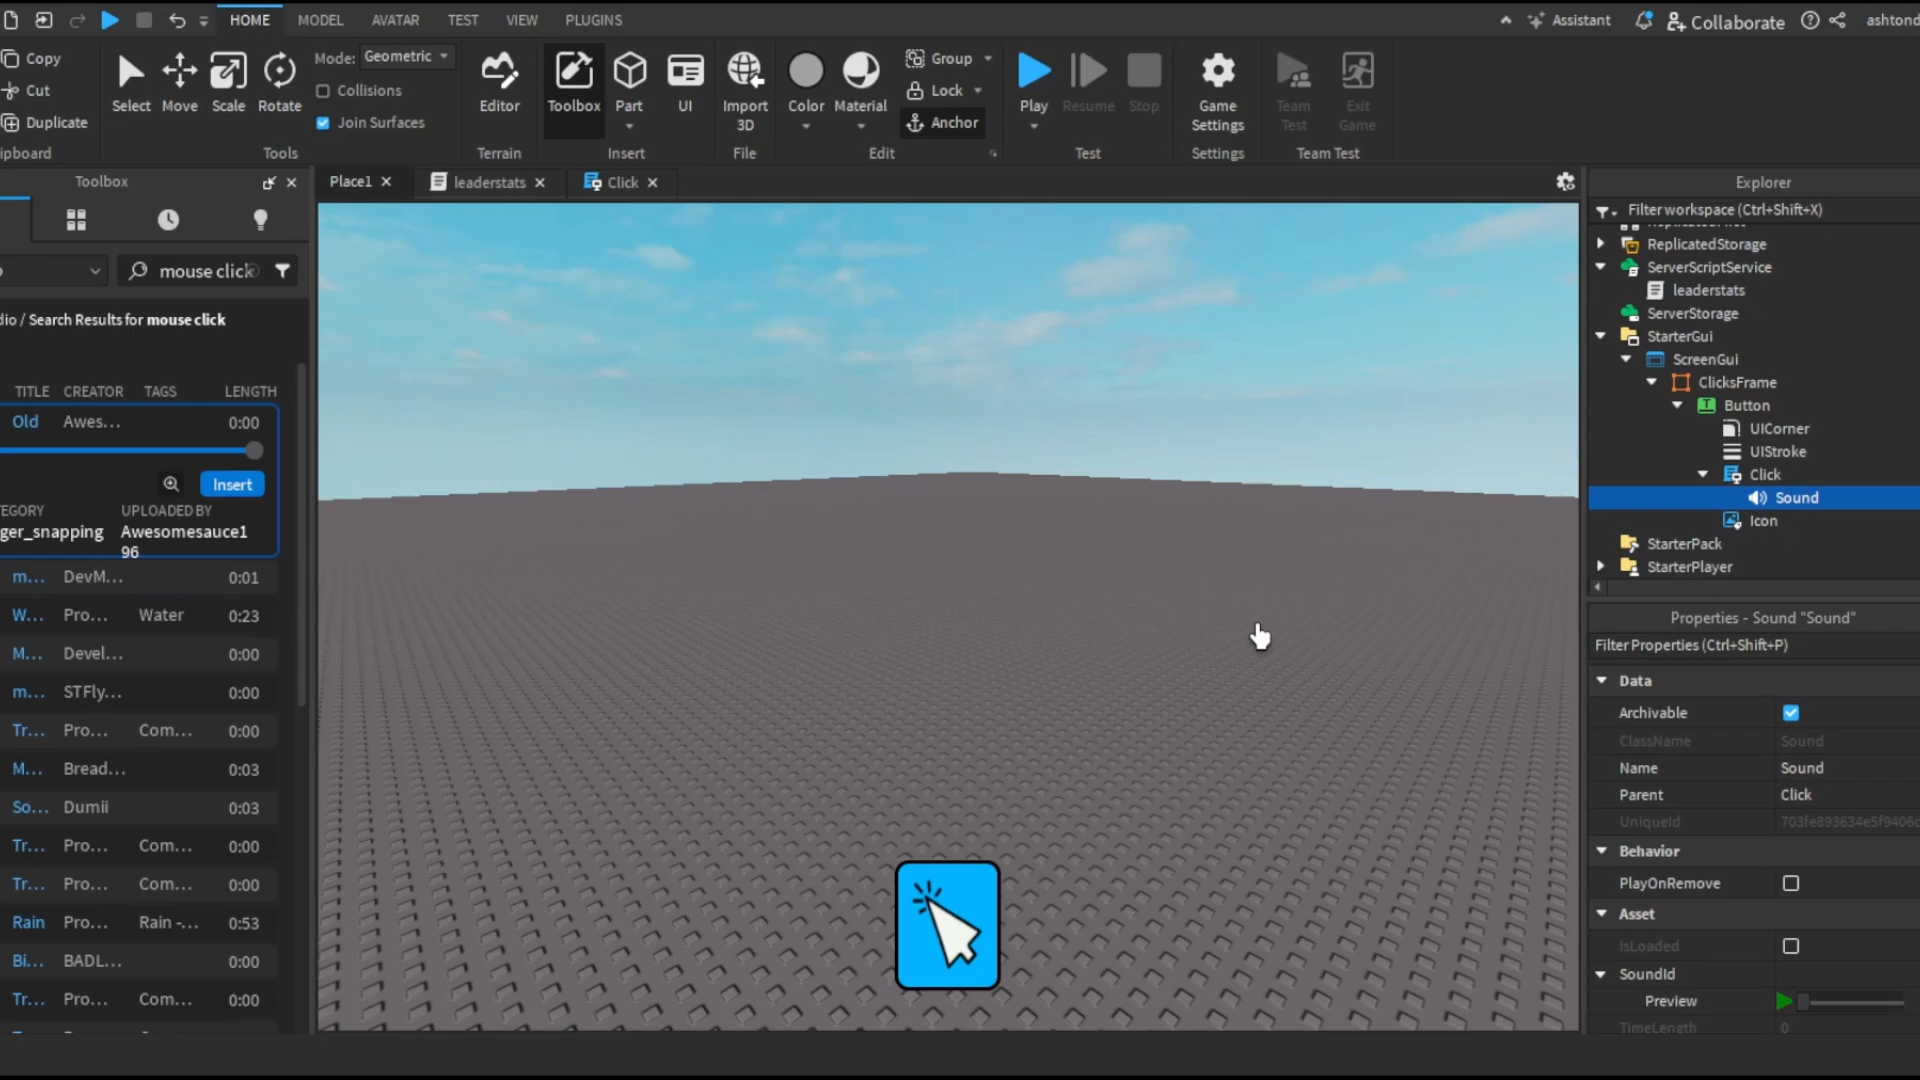 HOME MODEL AVATAR TEST VIEW PLUGINS Assistant Collaborate ashtond
Copy
Cut
Duplicate
ipboard
Select Move Scale Rotate
Mode: Geometric
Collisions
Join Surfaces
Tools
Editor
Terrain
Toolbox Part UI
Insert
Import
3D
File
Color Material
Group
Lock
Anchor
Edit
Play Resume Stop
Test
Game
Settings
Settings
Team
Test
Exit
Game
Team Test
Toolbox
mouse click
dio / Search Results for mouse click
TITLE CREATOR TAGS LENGTH
Old Awes... 0:00
Insert
EGORY UPLOADED BY
ger_snapping Awesomesauce1
96
m... DevM... 0:01
W... Pro... Water 0:23
M... Devel... 0:00
m... STFly... 0:00
Tr... Pro... Com... 0:00
M... Bread... 0:03
So... Dumii 0:03
Tr... Pro... Com... 0:00
Tr... Pro... Com... 0:00
Rain Pro... Rain -... 0:53
Bi... BADL... 0:00
Tr... Pro... Com... 0:00
Place1 leaderstats Click
Explorer
Filter workspace (Ctrl+Shift+X)
ReplicatedStorage
ServerScriptService
leaderstats
ServerStorage
StarterGui
ScreenGui
ClicksFrame
Button
UICorner
UIStroke
Click
Sound
Icon
StarterPack
StarterPlayer
Properties - Sound "Sound"
Filter Properties (Ctrl+Shift+P)
Data
Archivable
ClassName Sound
Name Sound
Parent Click
UniqueId 703fe893634e5f9406c
Behavior
PlayOnRemove
Asset
IsLoaded
SoundId
Preview
TimeLength 0